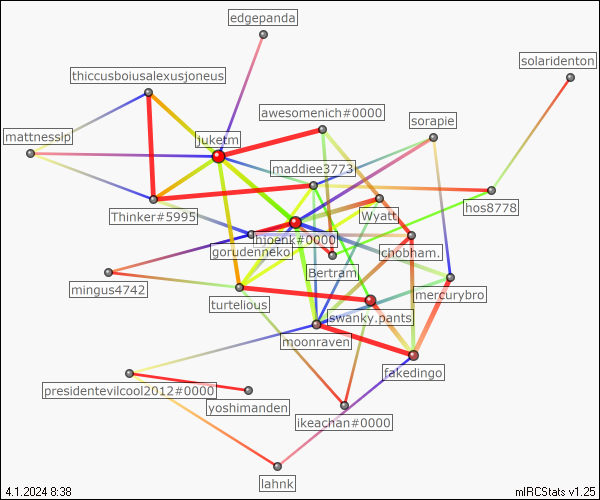 edgepanda
solaridenton
thiccusboiusalexusjoneus
awesomenich#0000
sorapie
mattnesslp
juketm
maddiee3773
Thinker#5995
Wyatt
hos8778
hioenk#0000
gorudenneko
chobham.
Bertram
mingus4742
mercurybro
turtelious
swanky.pants
moonraven
fakedingo
presidentevilcool2012#0000
yoshimanden
ikeachan#0000
lahnk
4.1.2024 8:38
mIRCStats v1.25